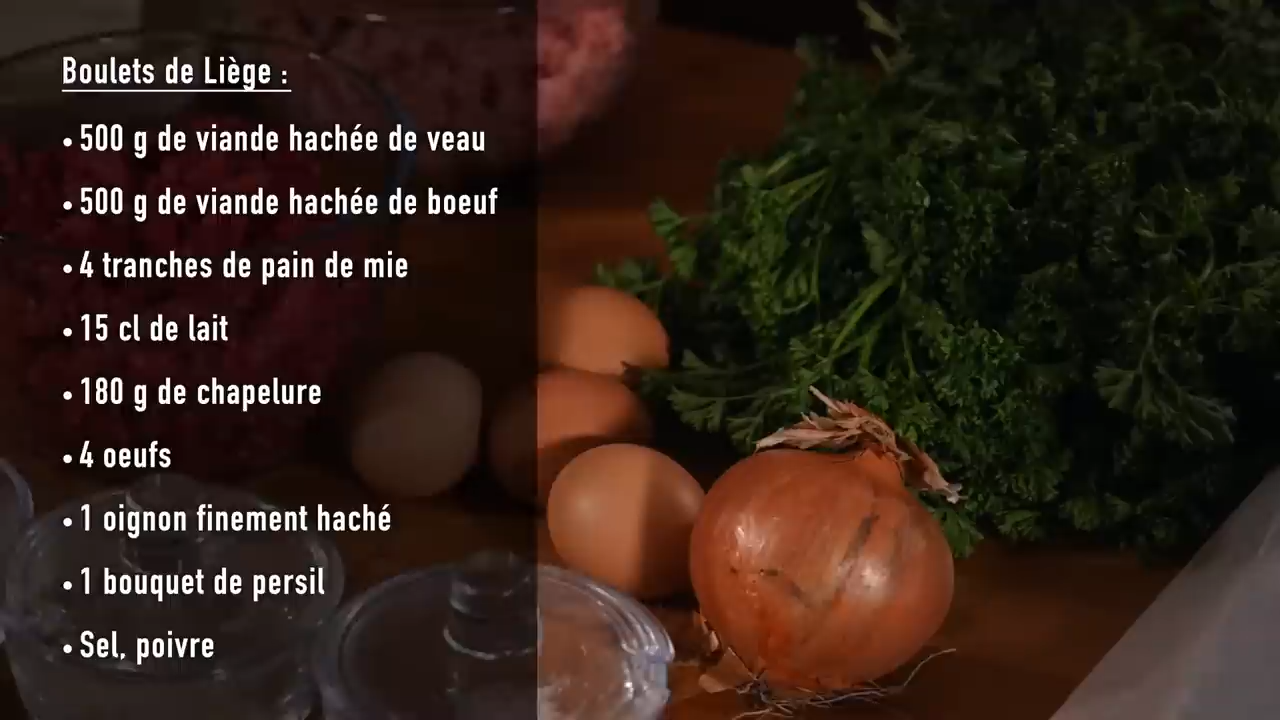 Boulets de Liège :
• 500 g de viande hachée de veau
• 500 g de viande hachée de boeuf
• 4 tranches de pain de mie
• 15 cl de lait
• 180 g de chapelure
• 4 oeufs
• 1 oignon finement haché
• 1 bouquet de persil
• Sel, poivre